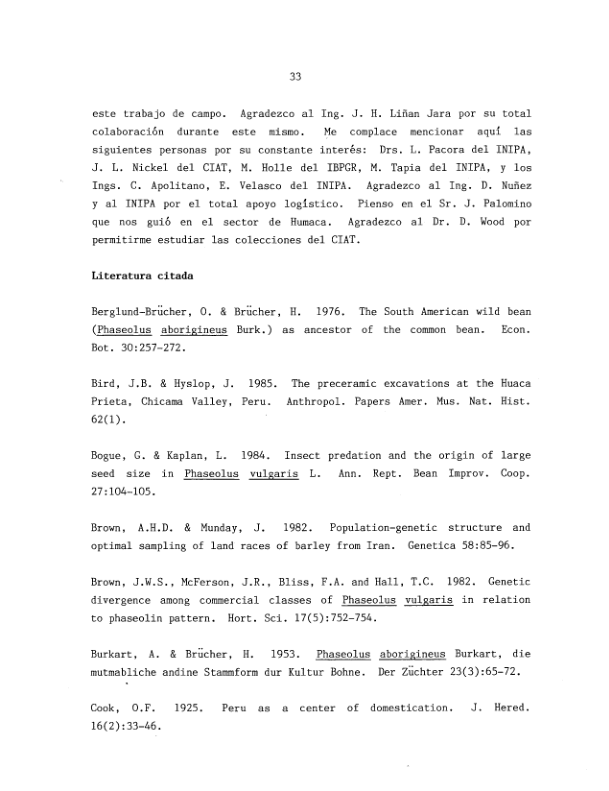 33
este trabajo de campo. Agradezco al Ing. J. H. Liñan Jara por su total
colaboración durante este mismo. Me complace mencionar aquí las
siguientes personas por su constante interés: Drs. L. Pacora del INIPA,
J. L. Nickel del CIAT, M. Holle del IBPGR, M. Tapia del INIPA, y los
Ings. C. Apolitano, E. Velasco del INIPA. Agradezco al Ing. D. Nuñez
y al INIPA por el total apoyo logístico. Pienso en el Sr. J. Palomino
que nos guió en el sector de Humaca. Agradezco al Dr. D. Wood por
permitirme estudiar las colecciones del CIAT.
Literatura citada
Berglund-Brücher, O. & Brücher, H. 1976. The South American wild bean
(Phaseolus aborigineus Burk.) as ancestor of the common bean. Econ.
Bot. 30:257-272.
Bird, J.B. & Hyslop, J. 1985. The preceramic excavations at the Huaca
Prieta, Chicama Valley, Peru. Anthropol. Papers Amer. Mus. Nat. Hist.
62(1).
Bogue, G. & Kaplan, L. 1984. Insect predation and the origin of large
seed size in Phaseolus vulgaris L. Ann. Rept. Bean Improv. Coop.
27:104-105.
Brown, A.H.D. & Munday, J. 1982. Population-genetic structure and
optimal sampling of land races of barley from Iran. Genetica 58:85-96.
Brown, J.W.S., McFerson, J.R., Bliss, F.A. and Hall, T.C. 1982. Genetic
divergence among commercial classes of Phaseolus vulgaris in relation
to phaseolin pattern. Hort. Sci. 17(5):752-754.
Burkart, A. & Brücher, H. 1953. Phaseolus aborigineus Burkart, die
mutmabliche andine Stammform dur Kultur Bohne. Der Züchter 23(3):65-72.
Cook, O.F. 1925. Peru as a center of domestication. J. Hered.
16(2):33-46.